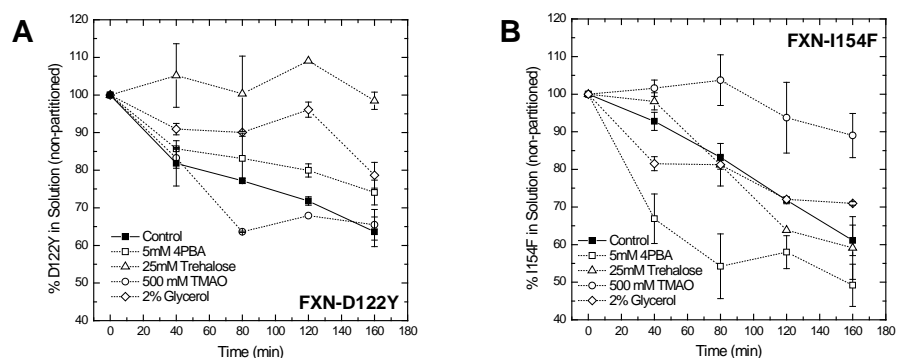 A
% D122Y in Solution (non-partitioned)
120
110
100
90
80
70
60
50
40
Control
5mM 4PBA
25mM Trehalose
500 mM TMAO
2% Glycerol
FXN-D122Y
0 20 40 60 80 100 120 140 160 180
Time (min)
B
FXN-I154F
% I154F in Solution (non-partitioned)
120
110
100
90
80
70
60
50
40
Control
5mM 4PBA
25mM Trehalose
500 mM TMAO
2% Glycerol
0 20 40 60 80 100 120 140 160 180
Time (min)